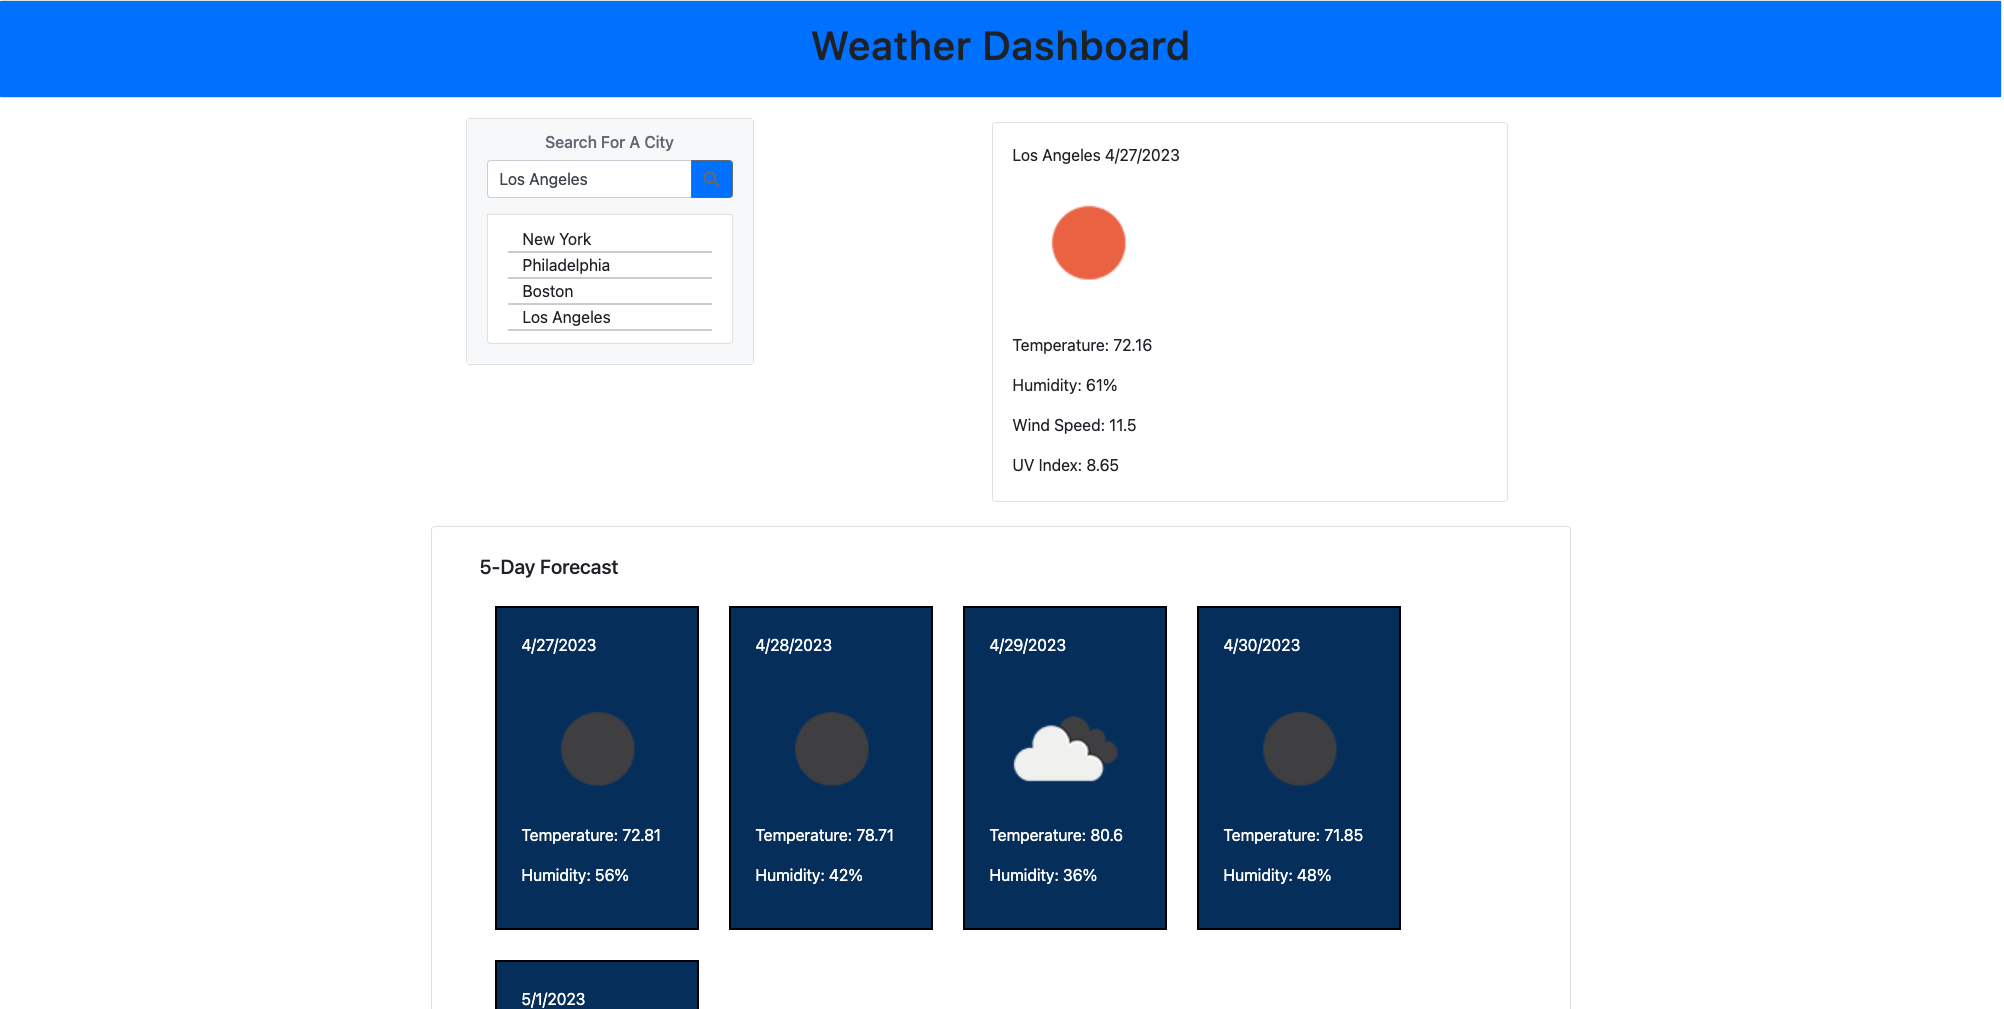 Weather Dashboard
Search For A City
Los Angeles
New York
Philadelphia
Boston
Los Angeles
Los Angeles 4/27/2023
Temperature: 72.16
Humidity: 61%
Wind Speed: 11.5
UV Index: 8.65
5-Day Forecast
4/27/2023
Temperature: 72.81
Humidity: 56%
4/28/2023
Temperature: 78.71
Humidity: 42%
4/29/2023
Temperature: 80.6
Humidity: 36%
4/30/2023
Temperature: 71.85
Humidity: 48%
5/1/2023